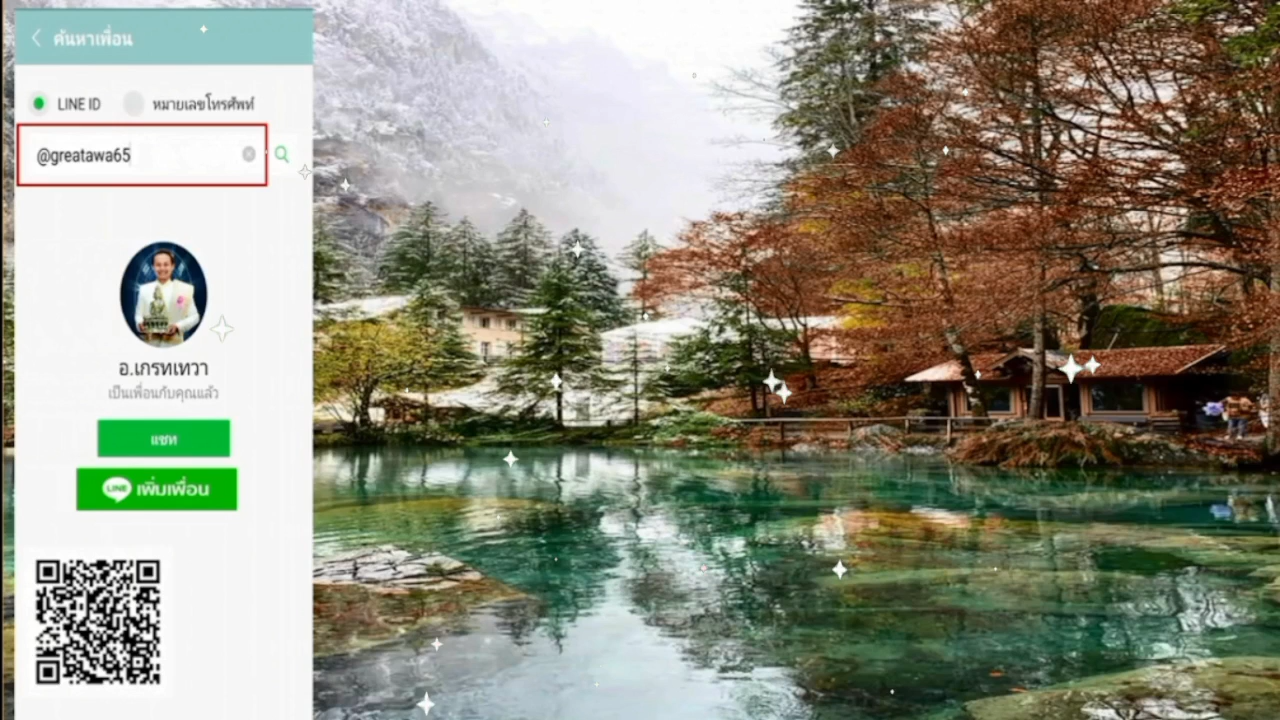 ค้นหาเพื่อน
LINE ID หมายเลขโทรศัพท์
@greatawa65
อ.เกรทเทวา
เป็นเพื่อนกับคุณแล้ว
แชท
LINE เพิ่มเพื่อน